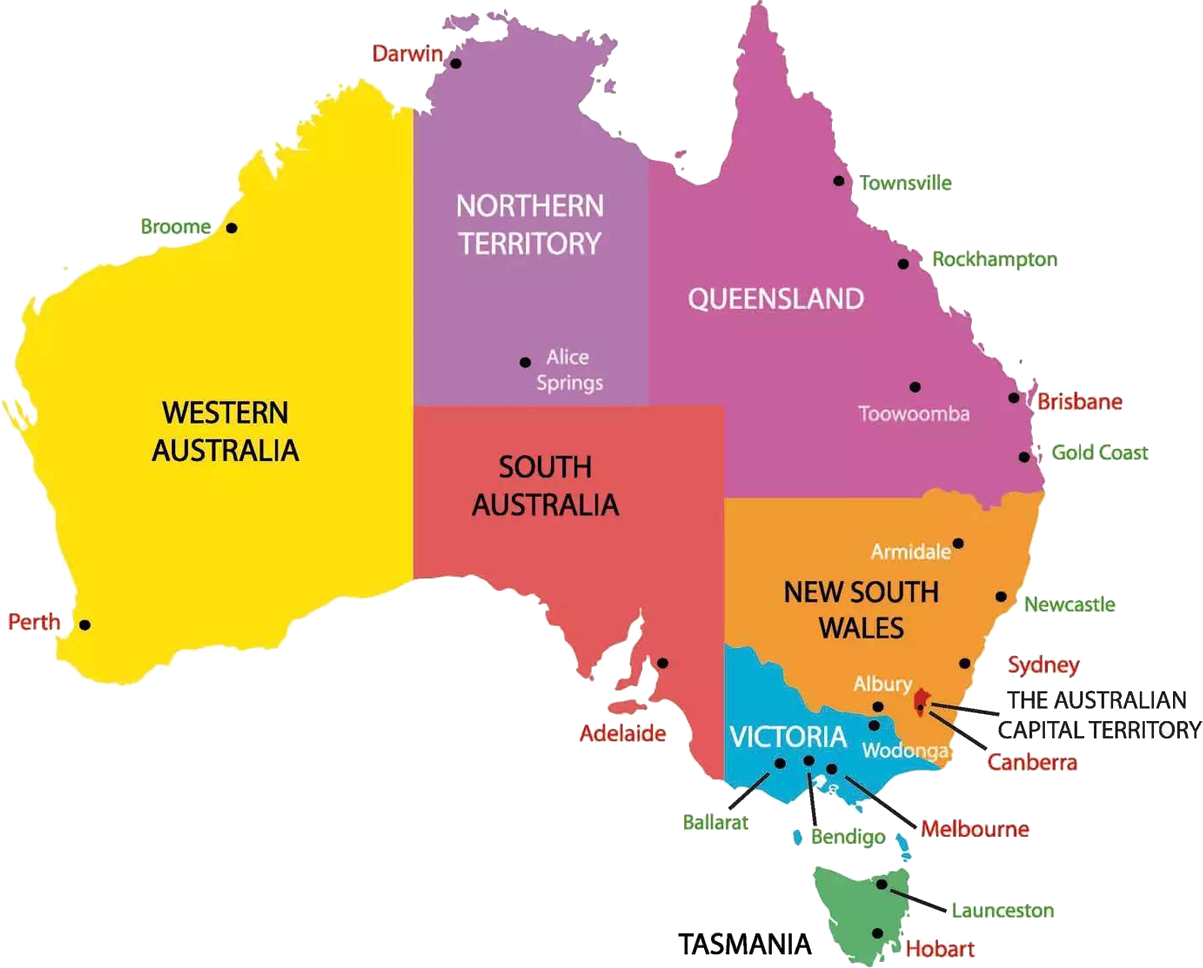 Darwin
NORTHERN
TERRITORY
Townsville
Broome
Rockhampton
QUEENSLAND
Alice
Springs
WESTERN
AUSTRALIA
Toowoomba
Brisbane
Gold Coast
SOUTH
AUSTRALIA
Armidale
NEW SOUTH
WALES
Newcastle
Perth
Sydney
Albury
THE AUSTRALIAN
CAPITAL TERRITORY
Adelaide
VICTORIA
Wodonga
Canberra
Ballarat
Bendigo
Melbourne
Launceston
TASMANIA
Hobart